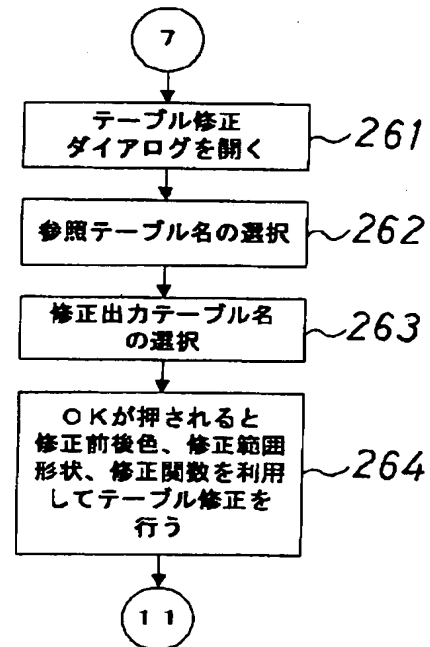 7
テーブル修正
ダイアログを開く
261
参照テーブル名の選択
262
修正出力テーブル名
の選択
263
OKが押されると
修正前後色、修正範囲
形状、修正関数を利用
してテーブル修正を
行う
264
11